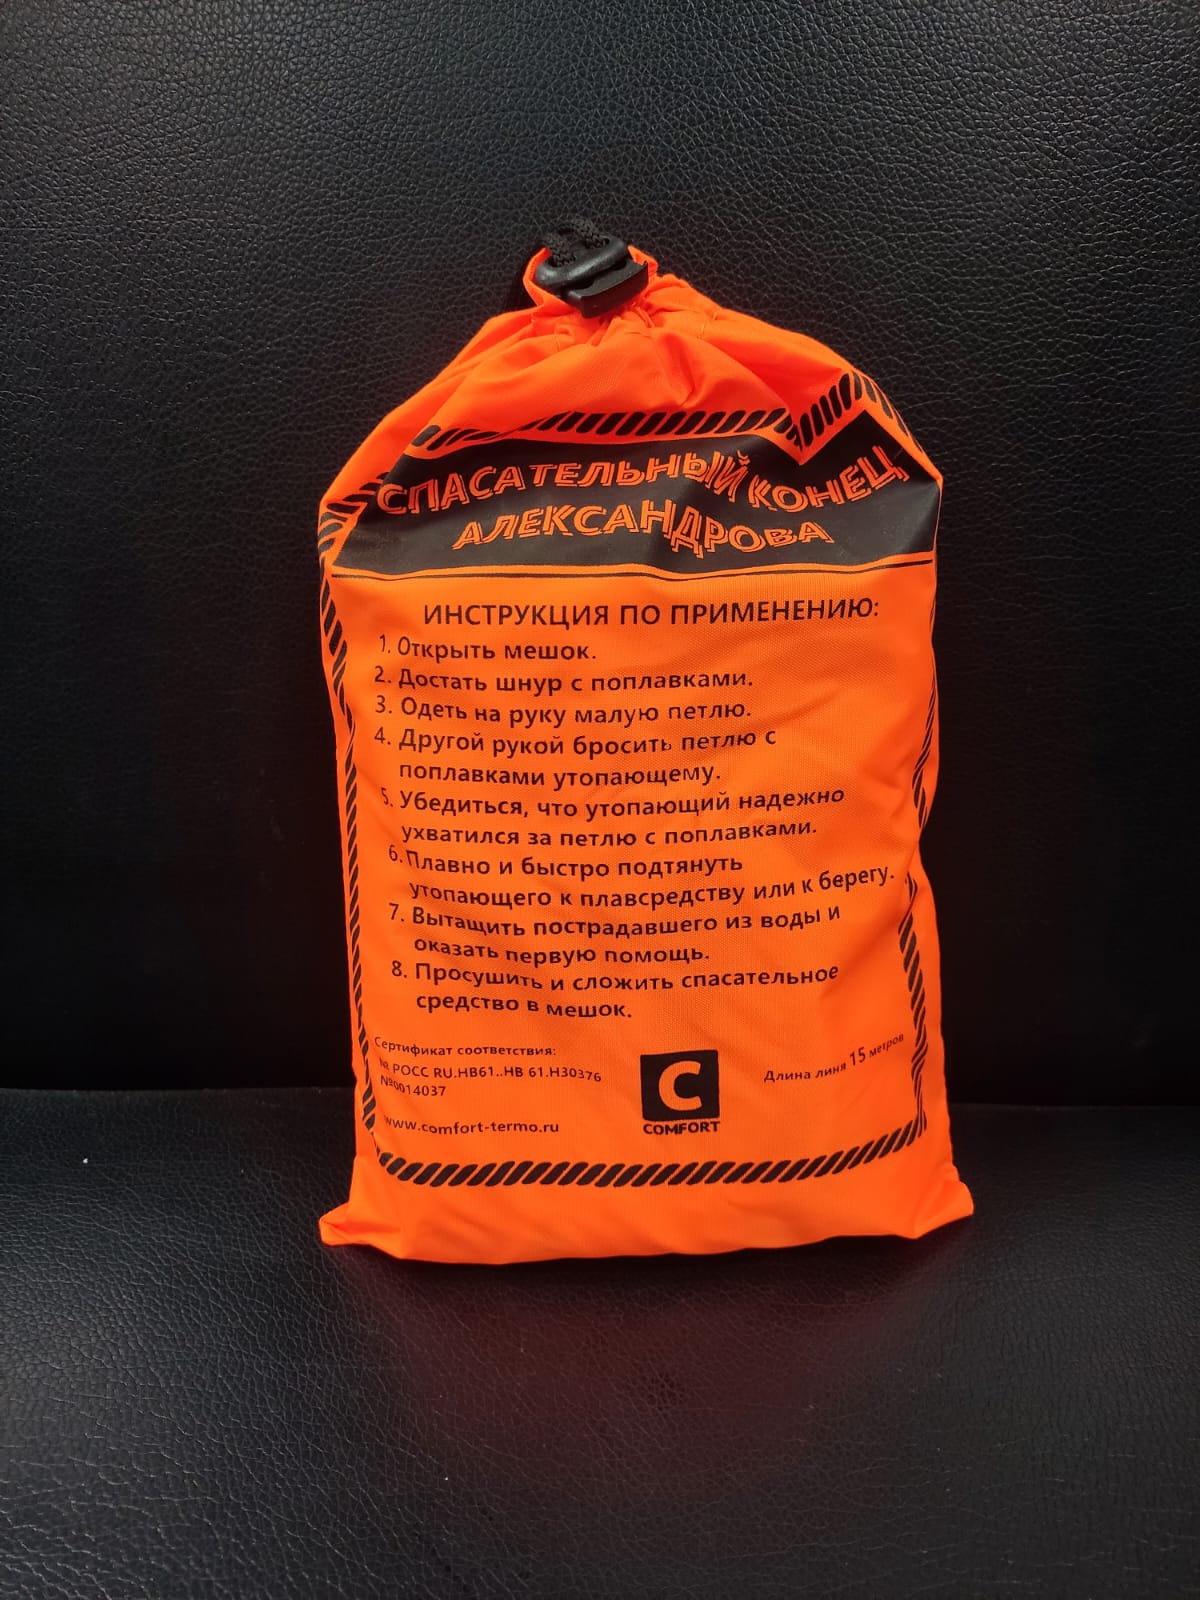 СПАСАТЕЛЬНЫЙ КОНЕЦ
АЛЕКСАНДРОВА
ИНСТРУКЦИЯ ПО ПРИМЕНЕНИЮ:
1. Открыть мешок.
2. Достать шнур с поплавками.
3. Одеть на руку малую петлю.
4. Другой рукой бросить петлю с
поплавками утопающему.
5. Убедиться, что утопающий надежно
ухватился за петлю с поплавками.
6. Плавно и быстро подтянуть
утопающего к плавсредству или к берегу.
7. Вытащить пострадавшего из воды и
оказать первую помощь.
8. Просушить и сложить спасательное
средство в мешок.
Сертификат соответствия:
№ РОСС RU.НВ61..НВ 61.Н30376
№0014037
www.comfort-termo.ru
C
COMFORT
Длина линя 15 метров